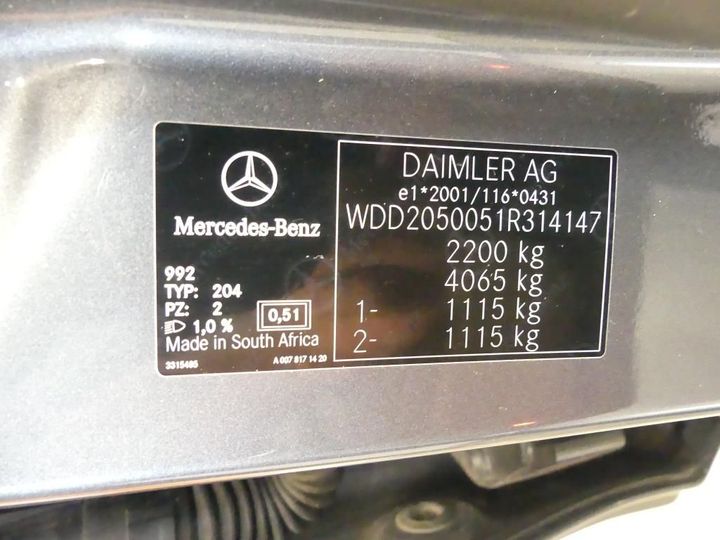 Mercedes-Benz
992
TYP: 204
PZ: 2
1,0 %
0,51
Made in South Africa
3315485
A 007 817 14 20
DAIMLER AG
e1*2001/116*0431
WDD2050051R314147
2200 kg
4065 kg
1- 1115 kg
2- 1115 kg